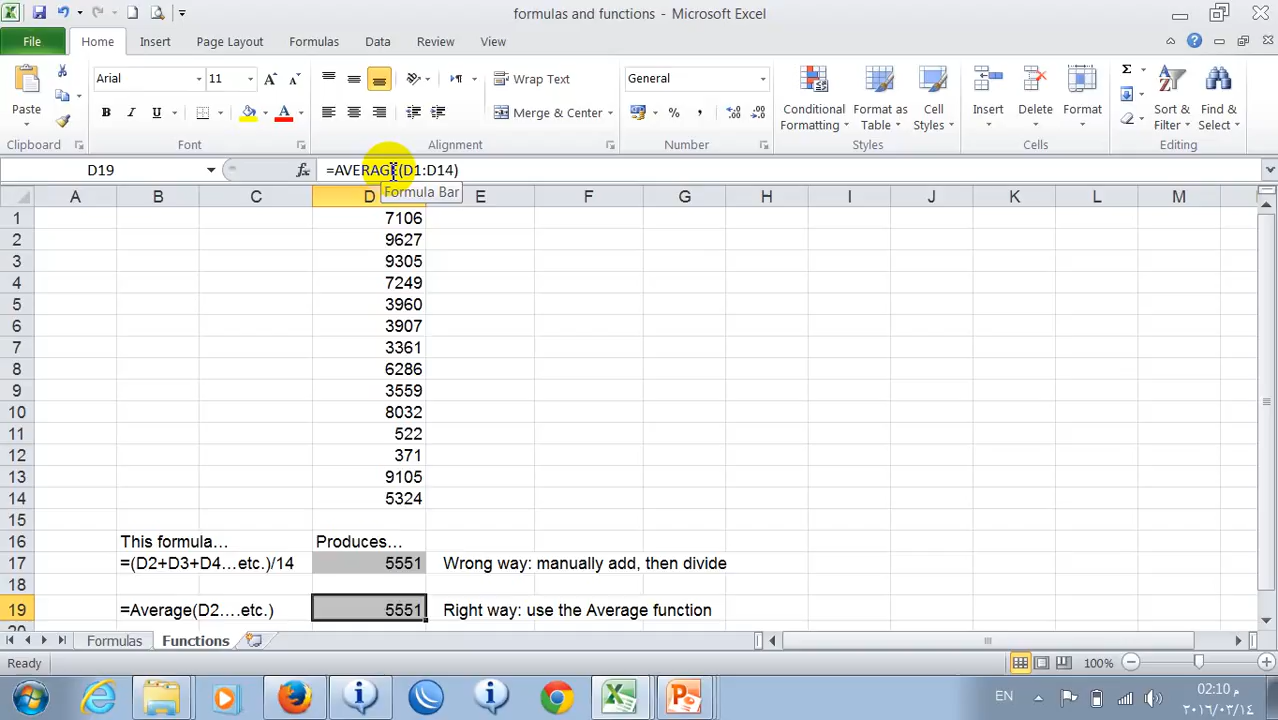 formulas and functions - Microsoft Excel
File Home Insert Page Layout Formulas Data Review View
Paste Arial 11 Wrap Text General Conditional Formatting Format as Table Cell Styles Insert Delete Format Sort & Filter Find & Select
B I U A Merge & Center % ,
Clipboard Font Alignment Number Styles Cells Editing
D19 fx =AVERAGE(D1:D14)
Formula Bar
A B C D E F G H I J K L M
1 7106
2 9627
3 9305
4 7249
5 3960
6 3907
7 3361
8 6286
9 3559
10 8032
11 522
12 371
13 9105
14 5324
15
16 This formula… Produces…
17 =(D2+D3+D4…etc.)/14 5551 Wrong way: manually add, then divide
18
19 =Average(D2….etc.) 5551 Right way: use the Average function
20
Formulas Functions
Ready 100%
EN 02:10 م
٢٠١٦/٠٣/١٤